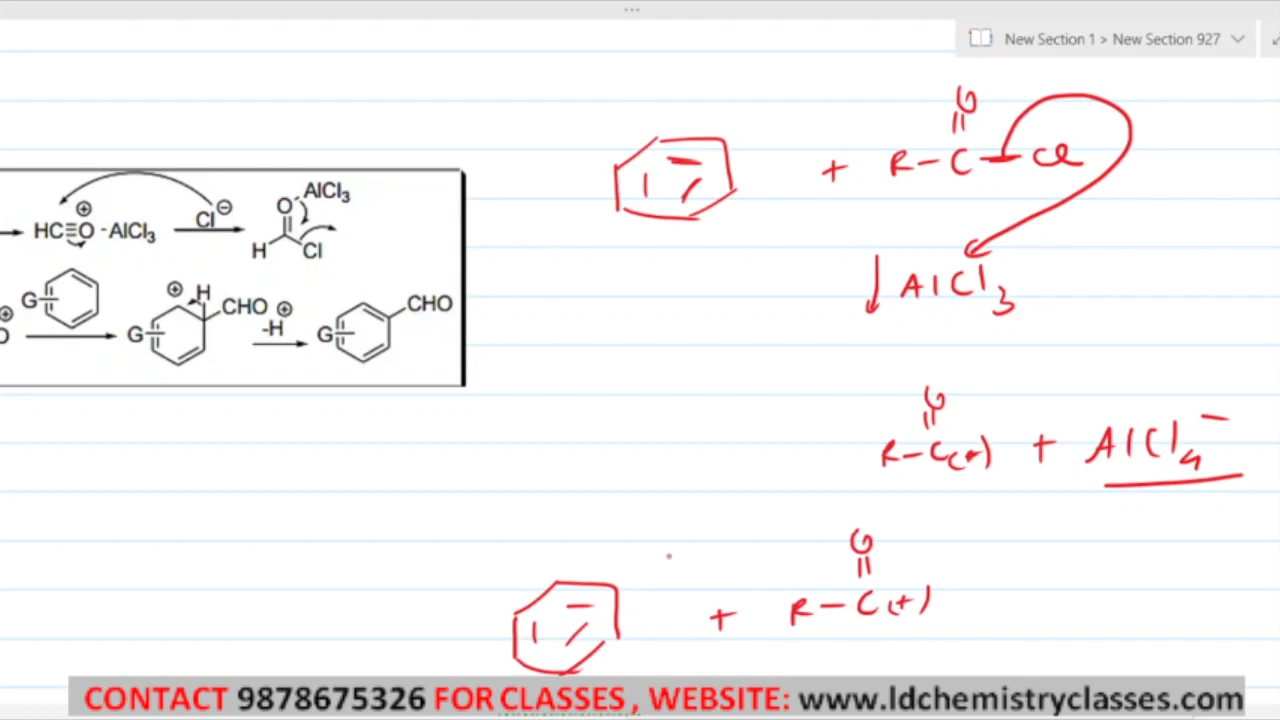 New Section 1 > New Section 927
O
+ R-C-Cl
↓ AlCl3
HC≡O-AlCl3 ⊕ Cl⊖ O-AlCl3 H Cl
G ⊕ H CHO ⊕ -H G CHO
O G
O
R-C(+) + AlCl4-
O
+ R-C(+)
CONTACT 9878675326 FOR CLASSES , WEBSITE: www.ldchemistryclasses.com